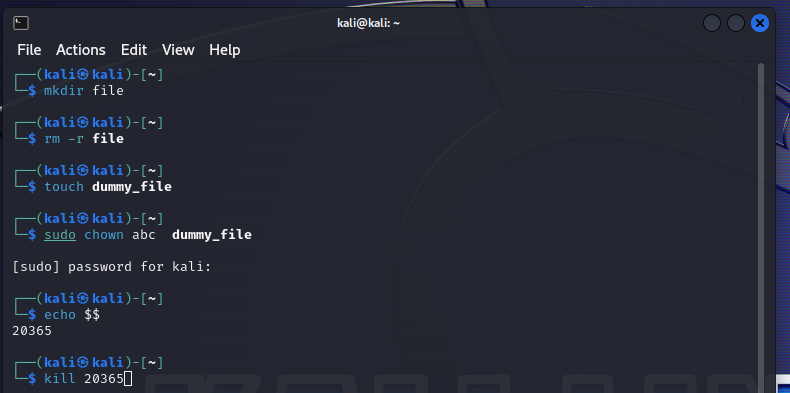 kali@kali: ~
File Actions Edit View Help
┌──(kali㉿kali)-[~]
└─$ mkdir file
┌──(kali㉿kali)-[~]
└─$ rm -r file
┌──(kali㉿kali)-[~]
└─$ touch dummy_file
┌──(kali㉿kali)-[~]
└─$ sudo chown abc  dummy_file
[sudo] password for kali:
┌──(kali㉿kali)-[~]
└─$ echo $$
20365
┌──(kali㉿kali)-[~]
└─$ kill 20365